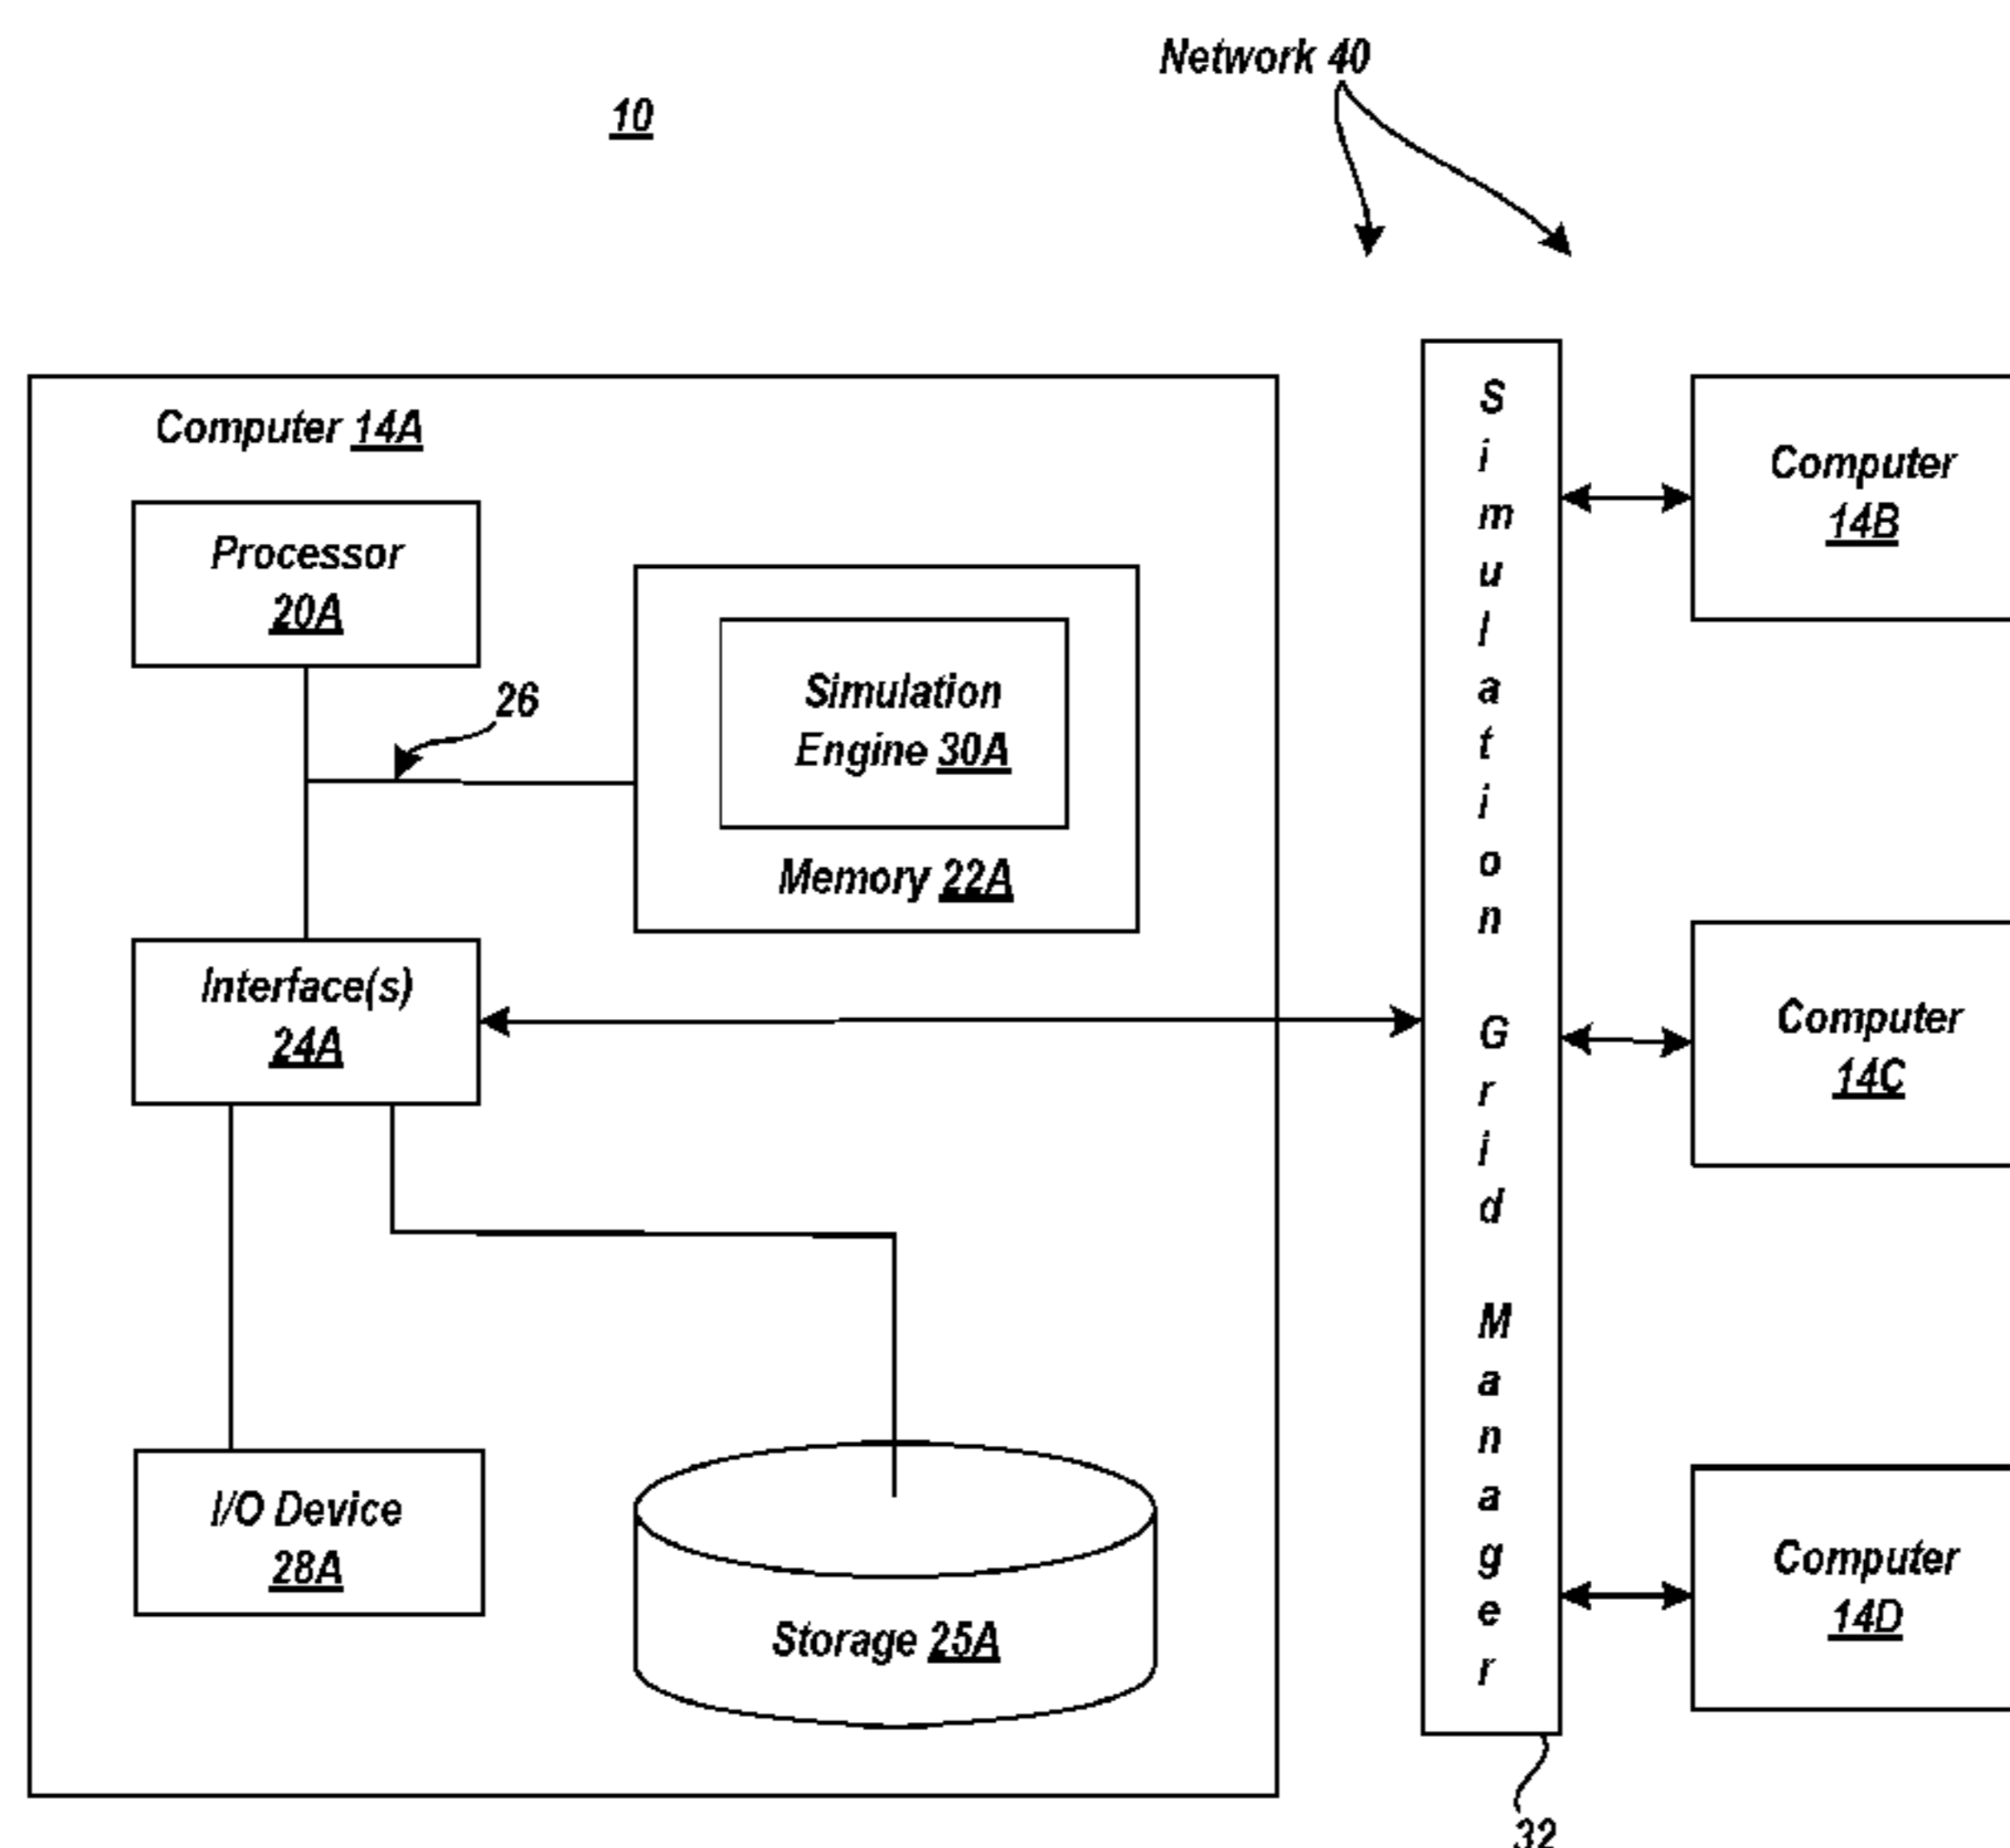 Network 40
10
Computer 14A
Processor
20A
26
Simulation
Engine 30A
Memory 22A
Interface(s)
24A
I/O Device
28A
Storage 25A
Simulation Grid Manager
32
Computer
14B
Computer
14C
Computer
14D